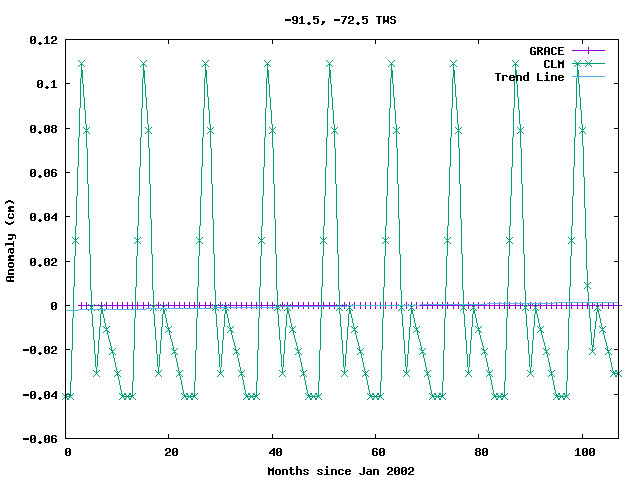 -91.5, -72.5 TWS
GRACE
CLM
Trend Line
0.12
0.1
0.08
0.06
0.04
0.02
0
-0.02
-0.04
-0.06
Anomaly (cm)
0 20 40 60 80 100
Months since Jan 2002